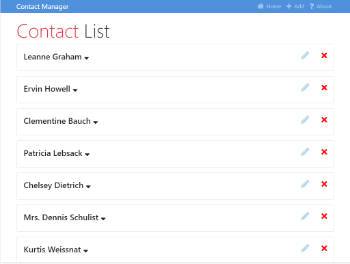 Contact Manager
Home Add ? About
Contact List
Leanne Graham
Ervin Howell
Clementine Bauch
Patricia Lebsack
Chelsey Dietrich
Mrs. Dennis Schulist
Kurtis Weissnat